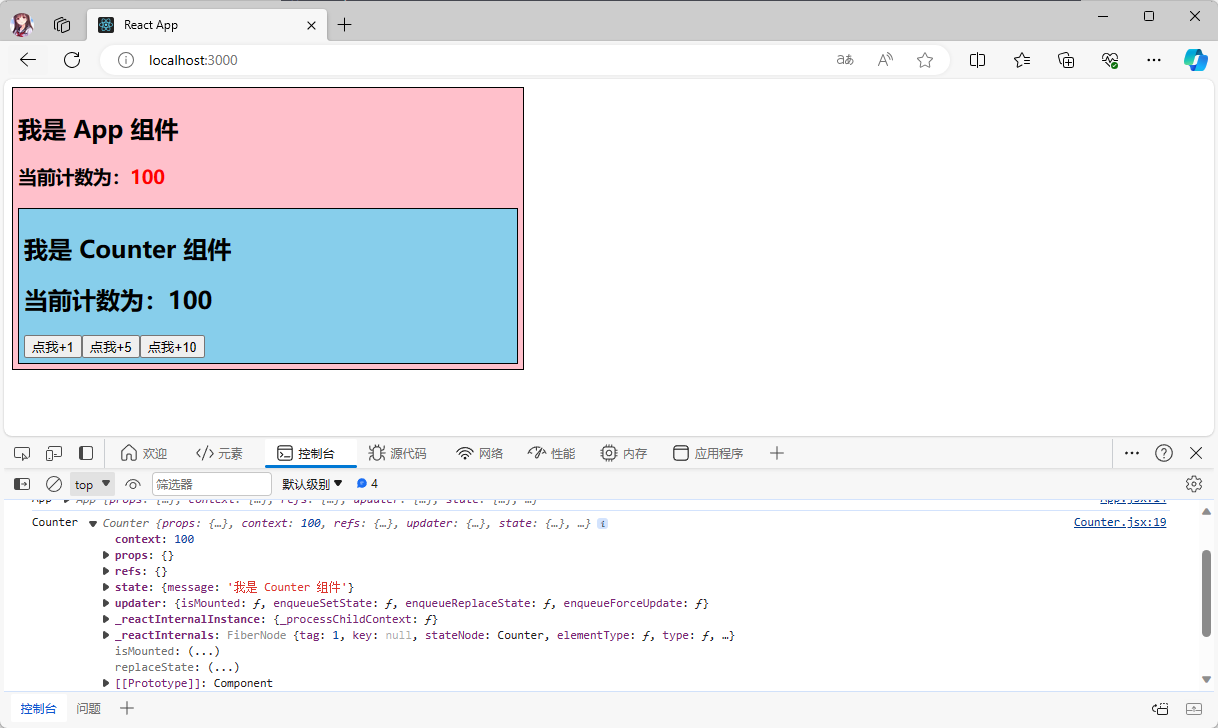 React App
localhost:3000
我是 App 组件
当前计数为：100
我是 Counter 组件
当前计数为：100
点我+1 点我+5 点我+10
欢迎 元素 控制台 源代码 网络 性能 内存 应用程序
top 筛选器 默认级别 4
App App {props: {…}, context: {…}, refs: {…}, updater: {…}, state: {…}, …} App.jsx:14
Counter Counter {props: {…}, context: 100, refs: {…}, updater: {…}, state: {…}, …} Counter.jsx:19
context: 100
props: {}
refs: {}
state: {message: '我是 Counter 组件'}
updater: {isMounted: ƒ, enqueueSetState: ƒ, enqueueReplaceState: ƒ, enqueueForceUpdate: ƒ}
_reactInternalInstance: {_processChildContext: ƒ}
_reactInternals: FiberNode {tag: 1, key: null, stateNode: Counter, elementType: ƒ, type: ƒ, …}
isMounted: (...)
replaceState: (...)
[[Prototype]]: Component
控制台 问题